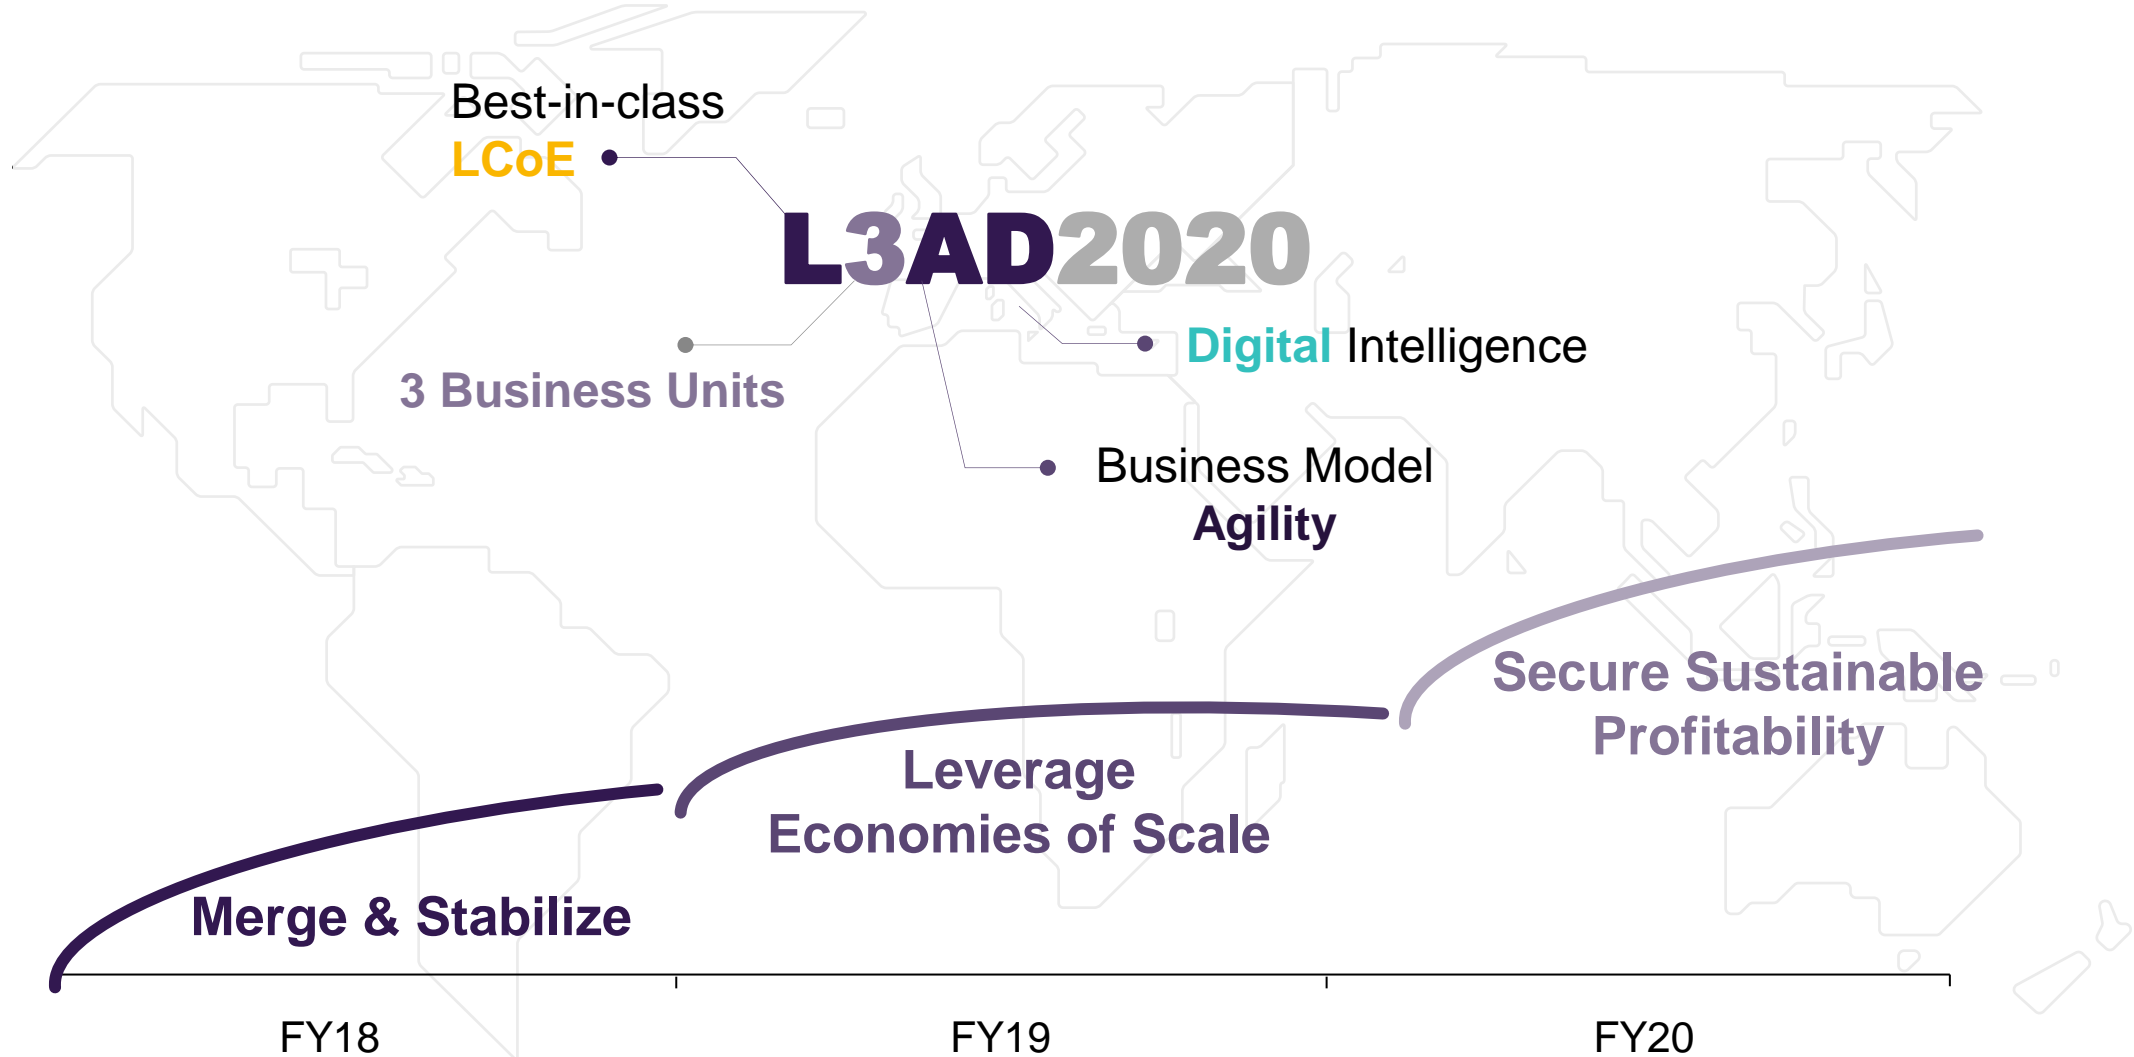 Best-in-class
LCoE
L3AD2020
Digital Intelligence
3 Business Units
Business Model
Agility
Secure Sustainable
Profitability
Leverage
Economies of Scale
Merge & Stabilize
FY18
FY19
FY20